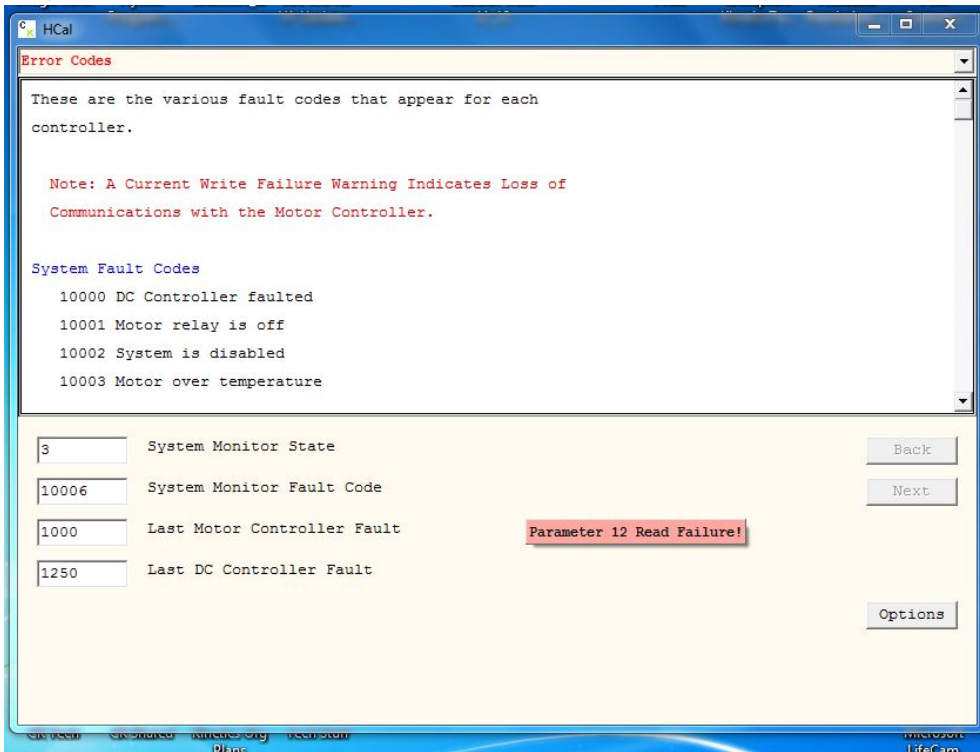 CK HCal
Error Codes
These are the various fault codes that appear for each
controller.
Note: A Current Write Failure Warning Indicates Loss of
Communications with the Motor Controller.
System Fault Codes
10000 DC Controller faulted
10001 Motor relay is off
10002 System is disabled
10003 Motor over temperature
3 System Monitor State
Back
10006 System Monitor Fault Code
Next
1000 Last Motor Controller Fault
Parameter 12 Read Failure!
1250 Last DC Controller Fault
Options
Plans
LifeCam